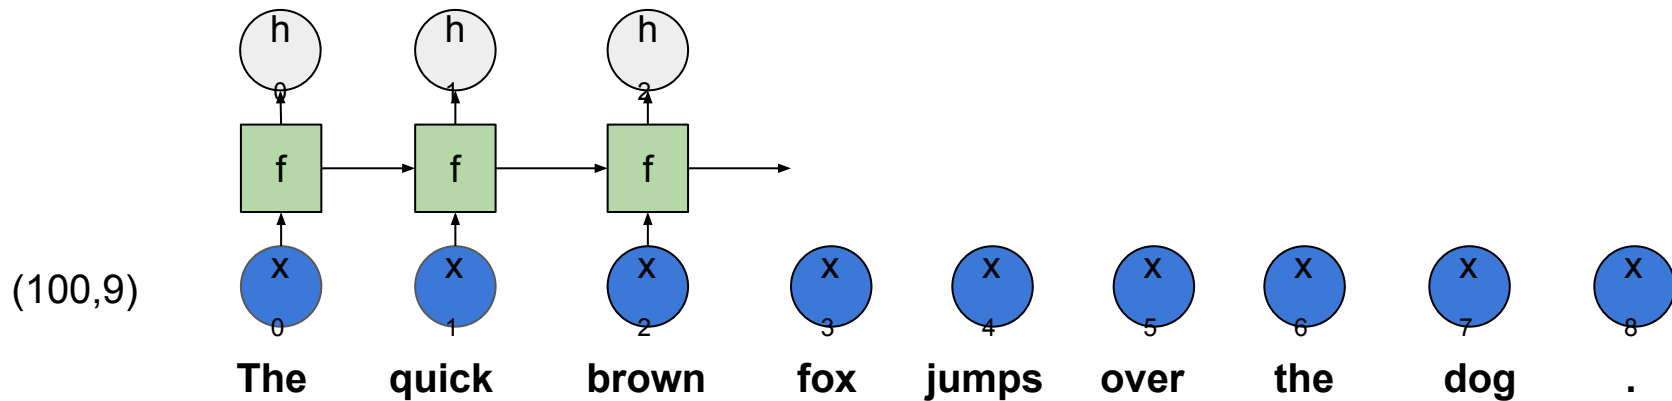 h h h
0 1 2
f f f
(100,9) x x x x x x x x x
0 1 2 3 4 5 6 7 8
The quick brown fox jumps over the dog .